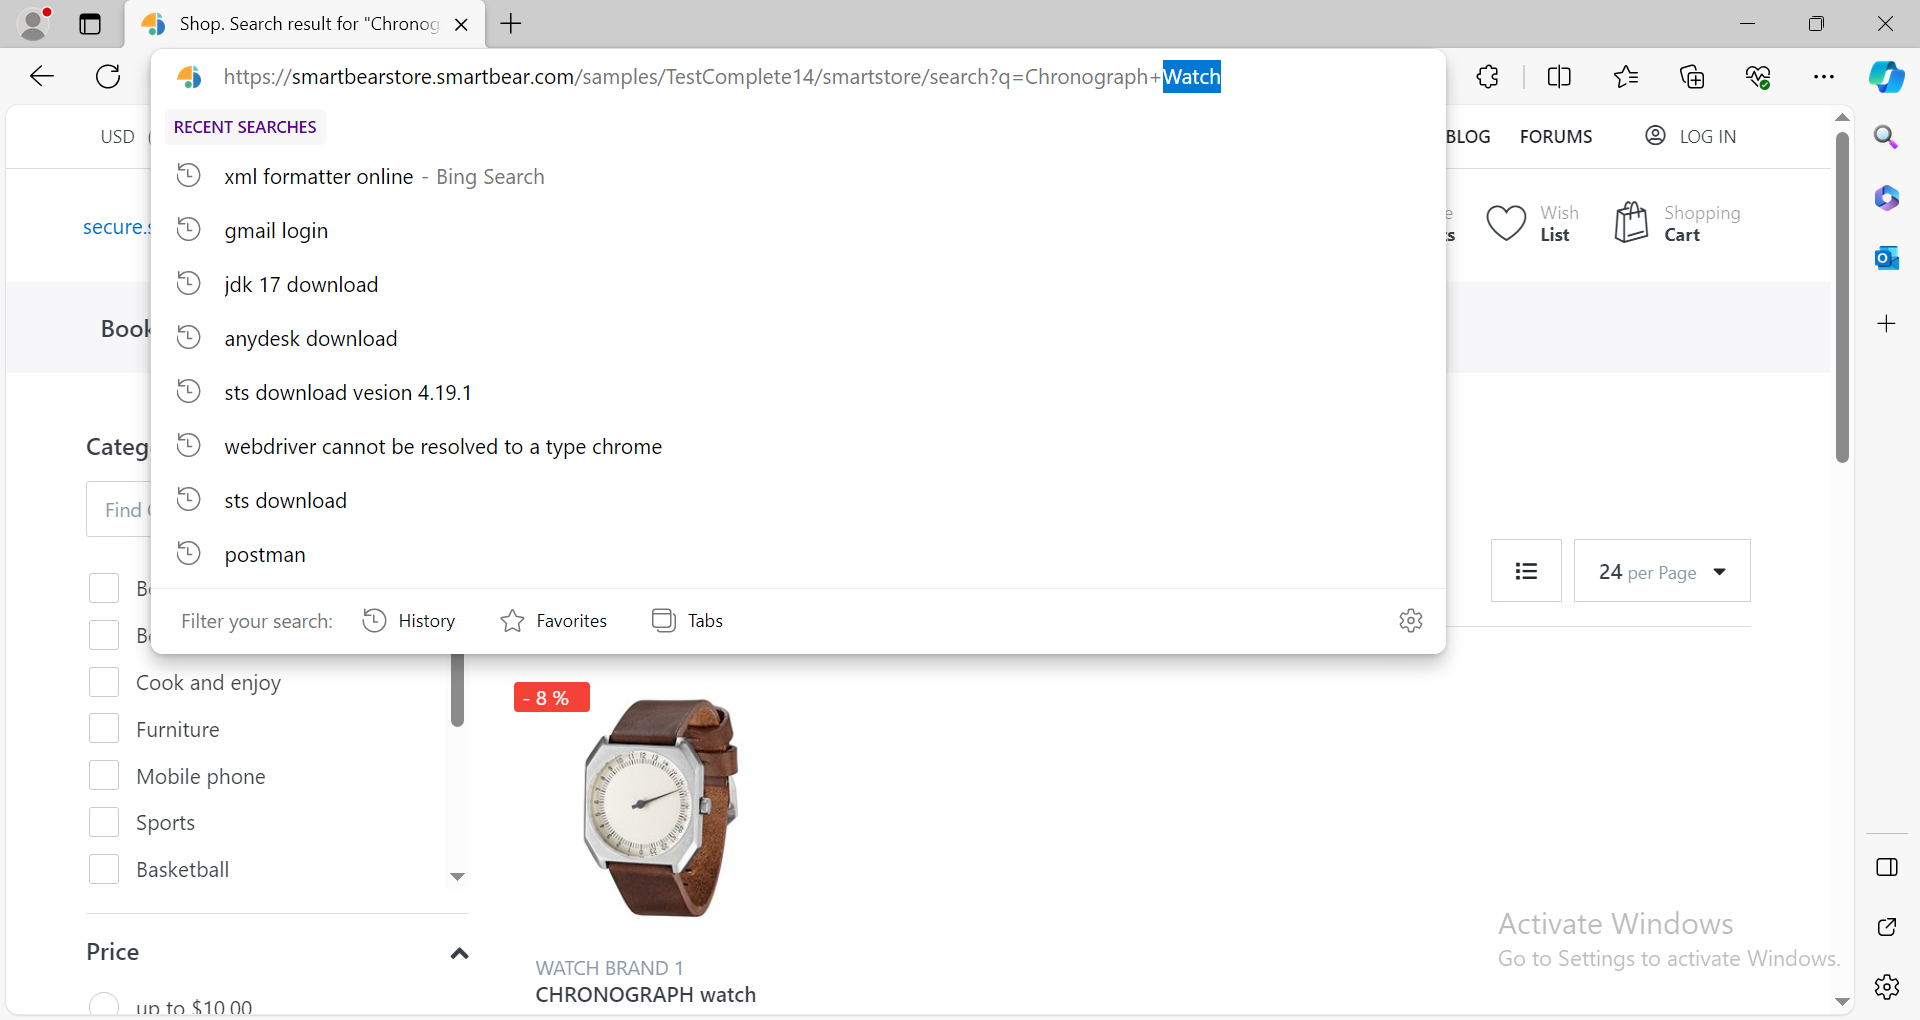 Shop. Search result for "Chronog
https://smartbearstore.smartbear.com/samples/TestComplete14/smartstore/search?q=Chronograph+Watch
RECENT SEARCHES
USD
BLOG FORUMS LOG IN
xml formatter online - Bing Search
gmail login
secure.s
Wish List
Shopping Cart
jdk 17 download
Book
anydesk download
sts download vesion 4.19.1
Categ
webdriver cannot be resolved to a type chrome
Find
sts download
postman
24 per Page
Filter your search: History Favorites Tabs
Cook and enjoy
Furniture
Mobile phone
Sports
Basketball
- 8 %
Price
up to $10.00
WATCH BRAND 1
CHRONOGRAPH watch
Activate Windows
Go to Settings to activate Windows.